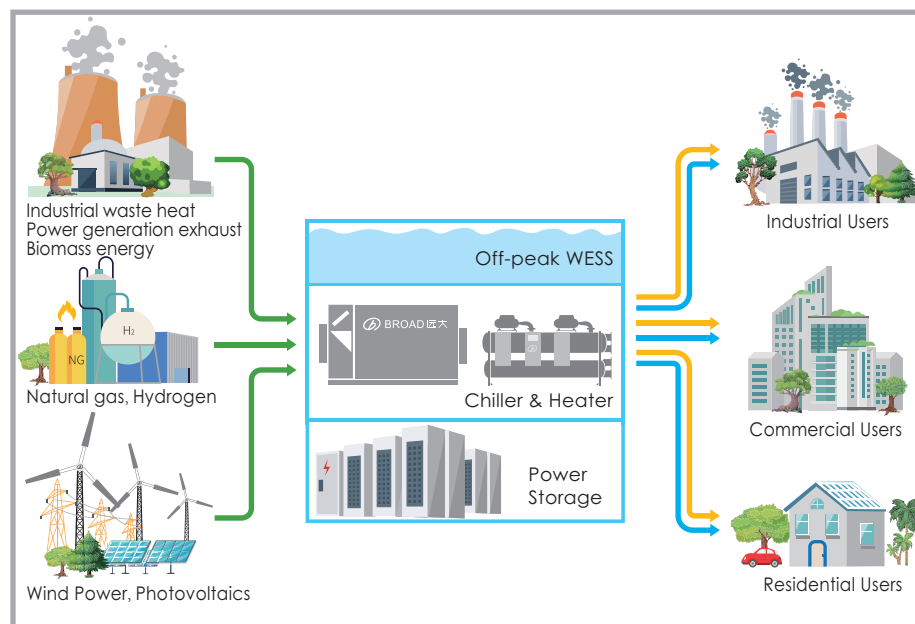 Industrial waste heat
Power generation exhaust
Biomass energy
NG
H2
Natural gas, Hydrogen
Wind Power, Photovoltaics
Off-peak WESS
BROAD远大
Chiller & Heater
Power
Storage
Industrial Users
Commercial Users
Residential Users